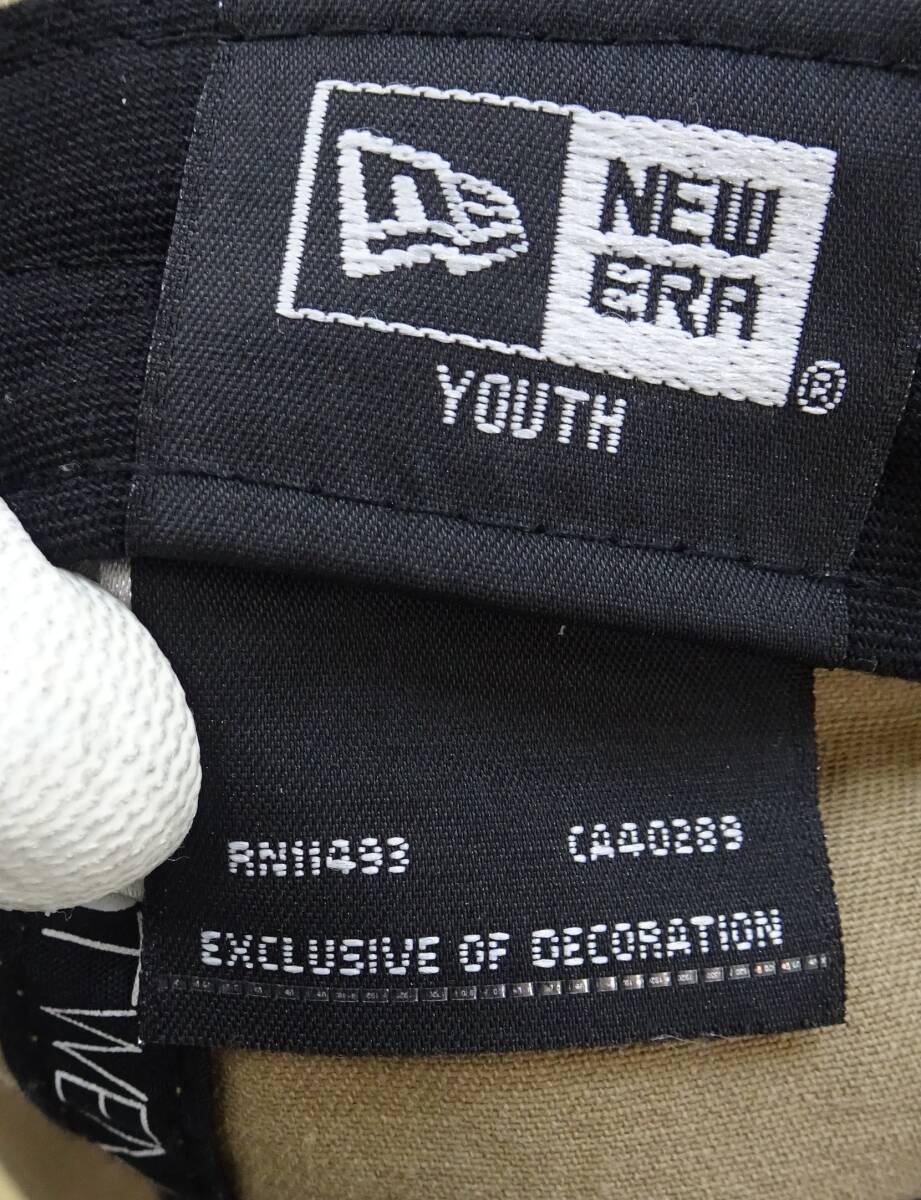 NEW
ERA
®
YOUTH
RN11493 CA40289
EXCLUSIVE OF DECORATION